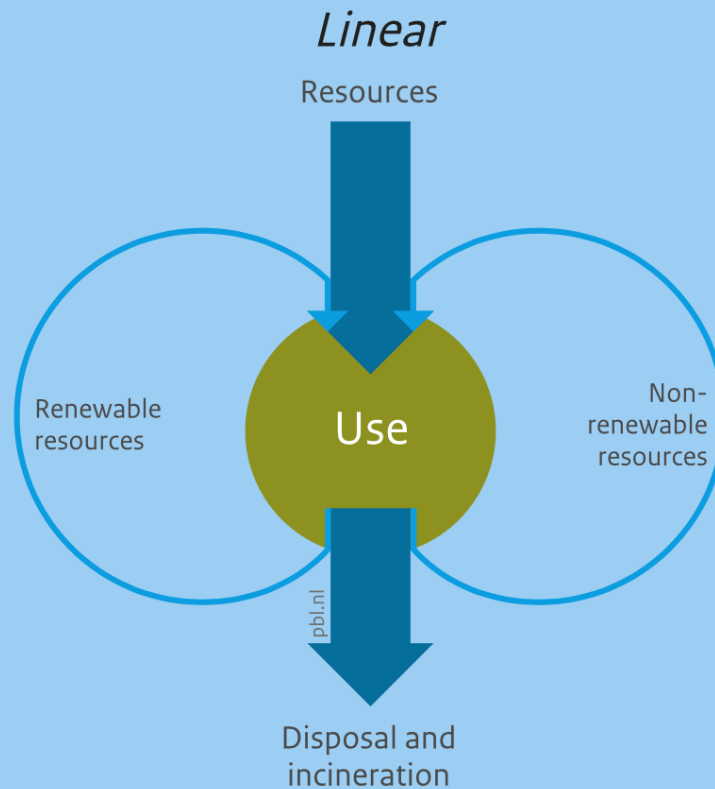 Linear
Resources
Renewable
resources
Use
Non-
renewable
resources
pbl.nl
Disposal and
incineration